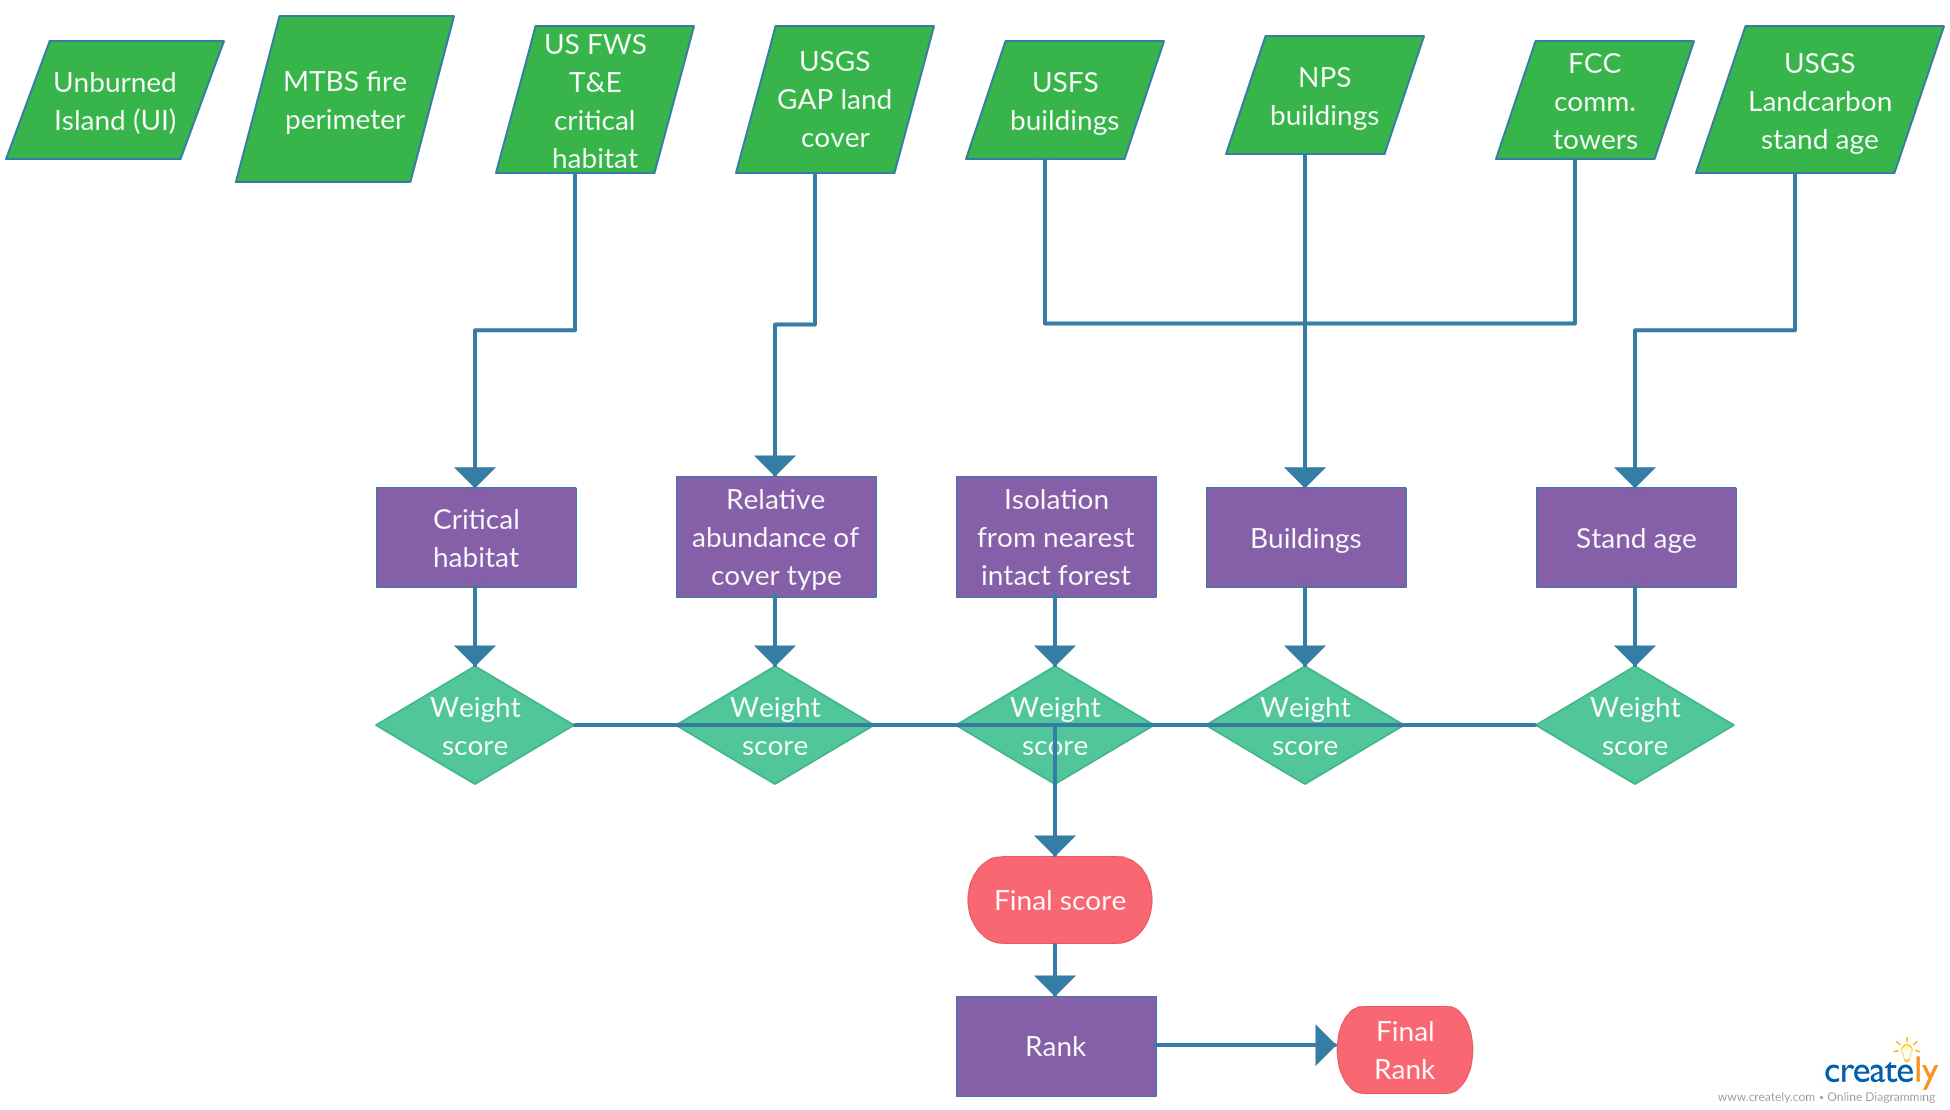 Unburned
Island (UI)
MTBS fire
perimeter
US FWS
T&E
critical
habitat
USGS
GAP land
cover
USFS
buildings
NPS
buildings
FCC
comm.
towers
USGS
Landcarbon
stand age
Critical
habitat
Relative
abundance of
cover type
Isolation
from nearest
intact forest
Buildings
Stand age
Weight
score
Weight
score
Weight
score
Weight
score
Weight
score
Final score
Rank
Final
Rank
creately
www.creately.com • Online Diagramming